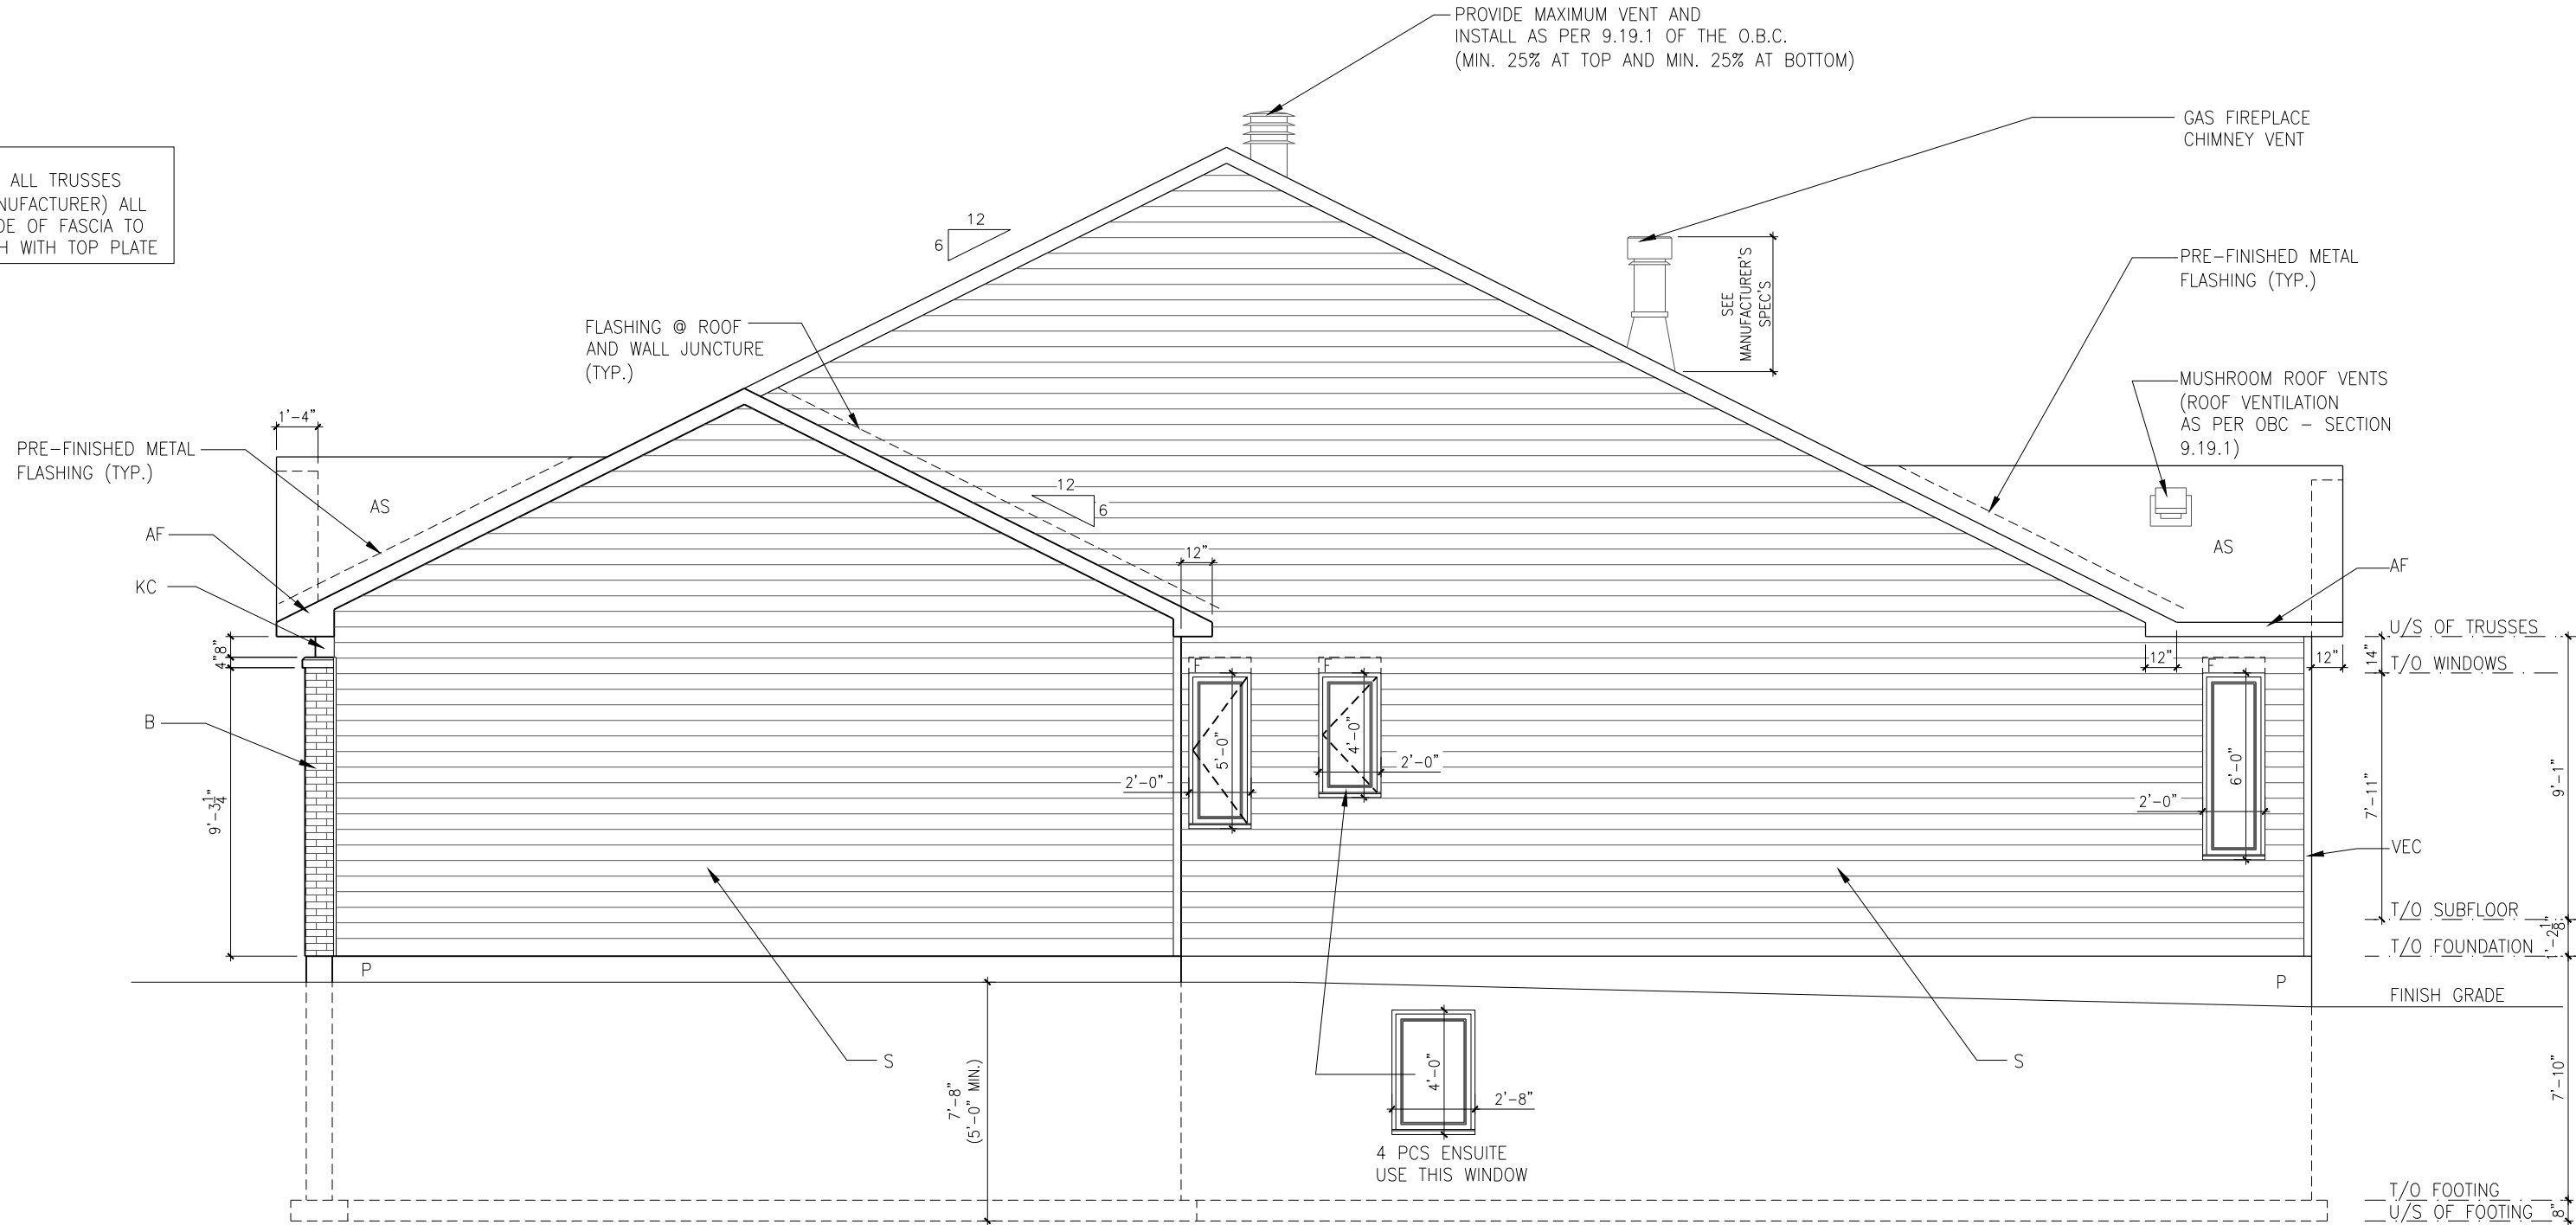 PROVIDE MAXIMUM VENT AND
INSTALL AS PER 9.19.1 OF THE O.B.C.
(MIN. 25% AT TOP AND MIN. 25% AT BOTTOM)
GAS FIREPLACE
CHIMNEY VENT
ALL TRUSSES
NUFACTURER) ALL
DE OF FASCIA TO
H WITH TOP PLATE
12
6
PRE-FINISHED METAL
FLASHING (TYP.)
SEE
MANUFACTURER'S
SPEC'S
FLASHING @ ROOF
AND WALL JUNCTURE
(TYP.)
MUSHROOM ROOF VENTS
(ROOF VENTILATION
AS PER OBC - SECTION
9.19.1)
1'-4"
PRE-FINISHED METAL
FLASHING (TYP.)
AS
12
6
AF
KC
12"
AS
AF
U/S OF TRUSSES
8"
4"
F
F
F
12"
12"
14"
T/O WINDOWS
B
9'-3 1/4"
5'-0"
2'-0"
4'-0"
2'-0"
6'-0"
2'-0"
7'-11"
9'-1"
VEC
T/O SUBFLOOR
1'-2 1/8"
T/O FOUNDATION
P
P
FINISH GRADE
S
S
7'-8"
(5'-0" MIN.)
4'-0"
2'-8"
4 PCS ENSUITE
USE THIS WINDOW
7'-10"
T/O FOOTING
U/S OF FOOTING
8"